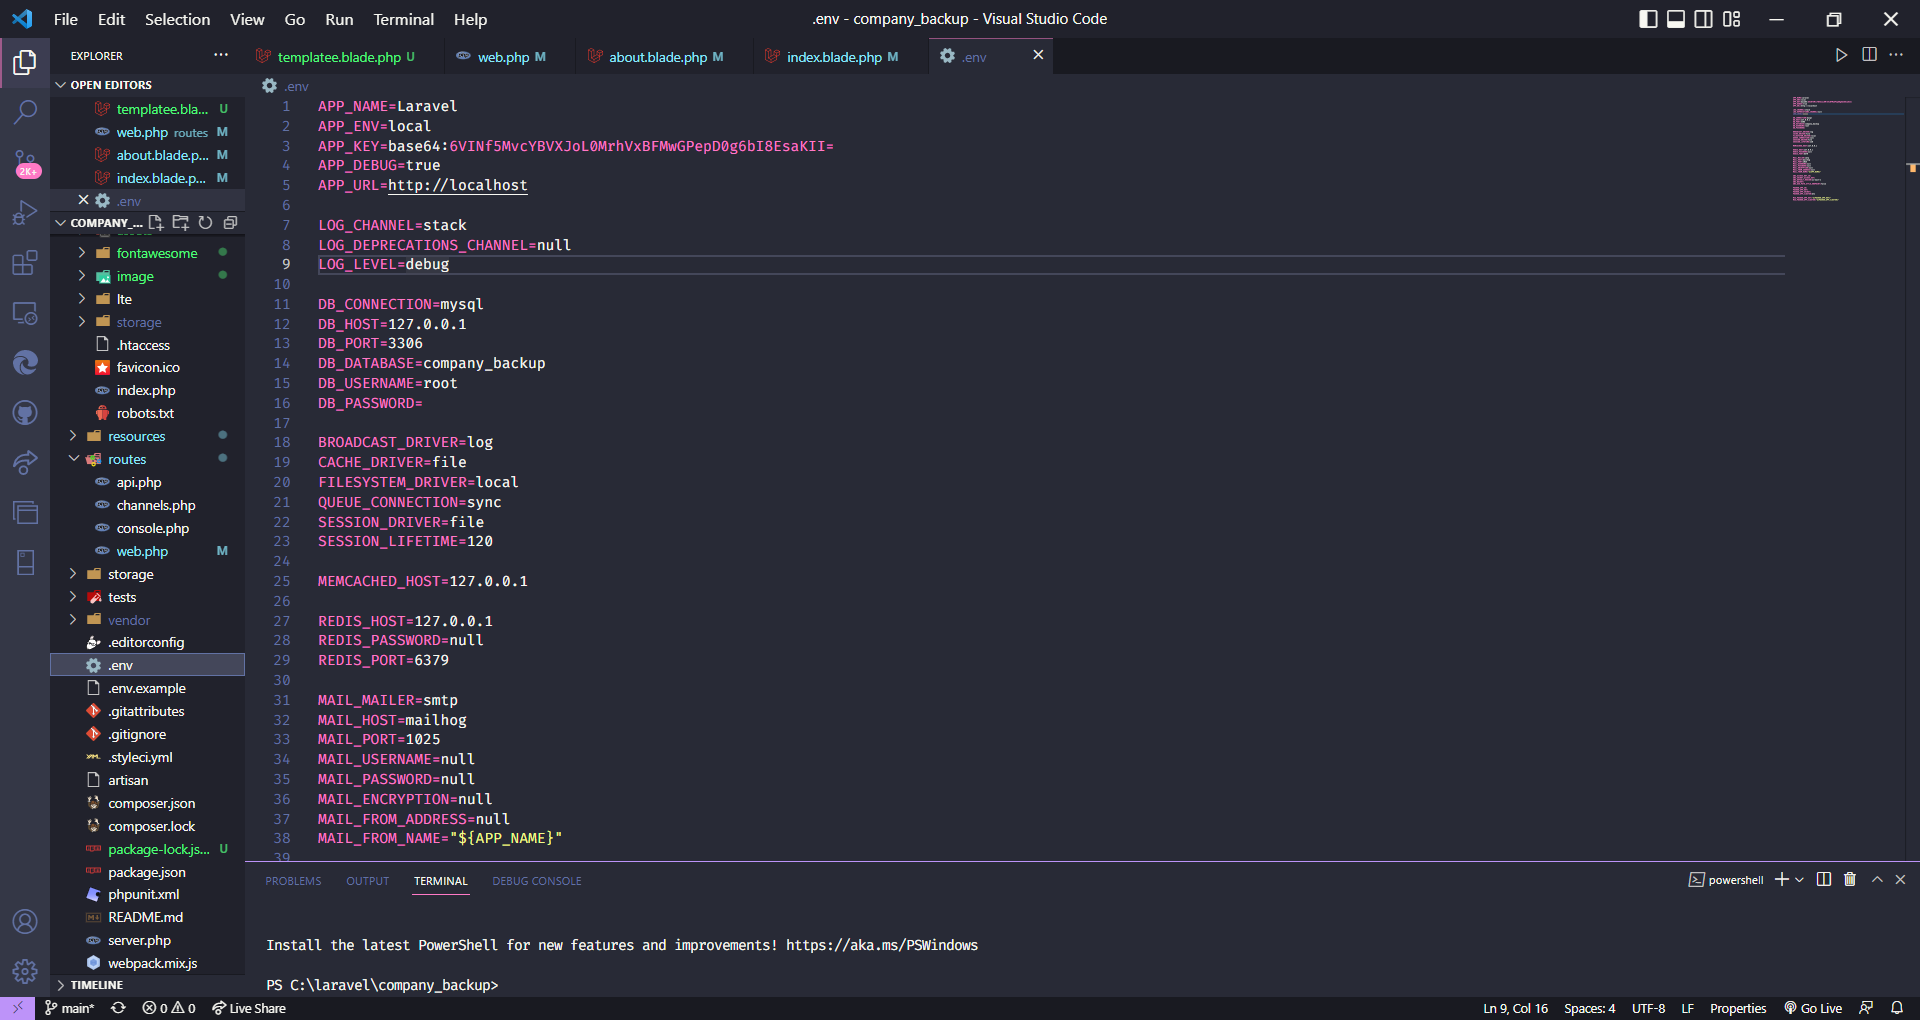 File Edit Selection View Go Run Terminal Help
.env - company_backup - Visual Studio Code
EXPLORER
templatee.blade.php U
web.php M
about.blade.php M
index.blade.php M
.env
OPEN EDITORS
templatee.bla... U
web.php routes M
about.blade.p... M
index.blade.p... M
.env
2K+
COMPANY_...
fontawesome
image
lte
storage
.htaccess
favicon.ico
index.php
robots.txt
resources
routes
api.php
channels.php
console.php
web.php M
storage
tests
vendor
.editorconfig
.env
.env.example
.gitattributes
.gitignore
.styleci.yml
artisan
composer.json
composer.lock
package-lock.js... U
package.json
phpunit.xml
README.md
server.php
webpack.mix.js
TIMELINE
.env
1 APP_NAME=Laravel
2 APP_ENV=local
3 APP_KEY=base64:6VINf5MvcYBVXJoL0MrhVxBFMwGPepD0g6bI8EsaKII=
4 APP_DEBUG=true
5 APP_URL=http://localhost
6
7 LOG_CHANNEL=stack
8 LOG_DEPRECATIONS_CHANNEL=null
9 LOG_LEVEL=debug
10
11 DB_CONNECTION=mysql
12 DB_HOST=127.0.0.1
13 DB_PORT=3306
14 DB_DATABASE=company_backup
15 DB_USERNAME=root
16 DB_PASSWORD=
17
18 BROADCAST_DRIVER=log
19 CACHE_DRIVER=file
20 FILESYSTEM_DRIVER=local
21 QUEUE_CONNECTION=sync
22 SESSION_DRIVER=file
23 SESSION_LIFETIME=120
24
25 MEMCACHED_HOST=127.0.0.1
26
27 REDIS_HOST=127.0.0.1
28 REDIS_PASSWORD=null
29 REDIS_PORT=6379
30
31 MAIL_MAILER=smtp
32 MAIL_HOST=mailhog
33 MAIL_PORT=1025
34 MAIL_USERNAME=null
35 MAIL_PASSWORD=null
36 MAIL_ENCRYPTION=null
37 MAIL_FROM_ADDRESS=null
38 MAIL_FROM_NAME="${APP_NAME}"
39
PROBLEMS OUTPUT TERMINAL DEBUG CONSOLE
powershell
Install the latest PowerShell for new features and improvements! https://aka.ms/PSWindows
PS C:\laravel\company_backup>
main* 0 0 Live Share
Ln 9, Col 16 Spaces: 4 UTF-8 LF Properties Go Live